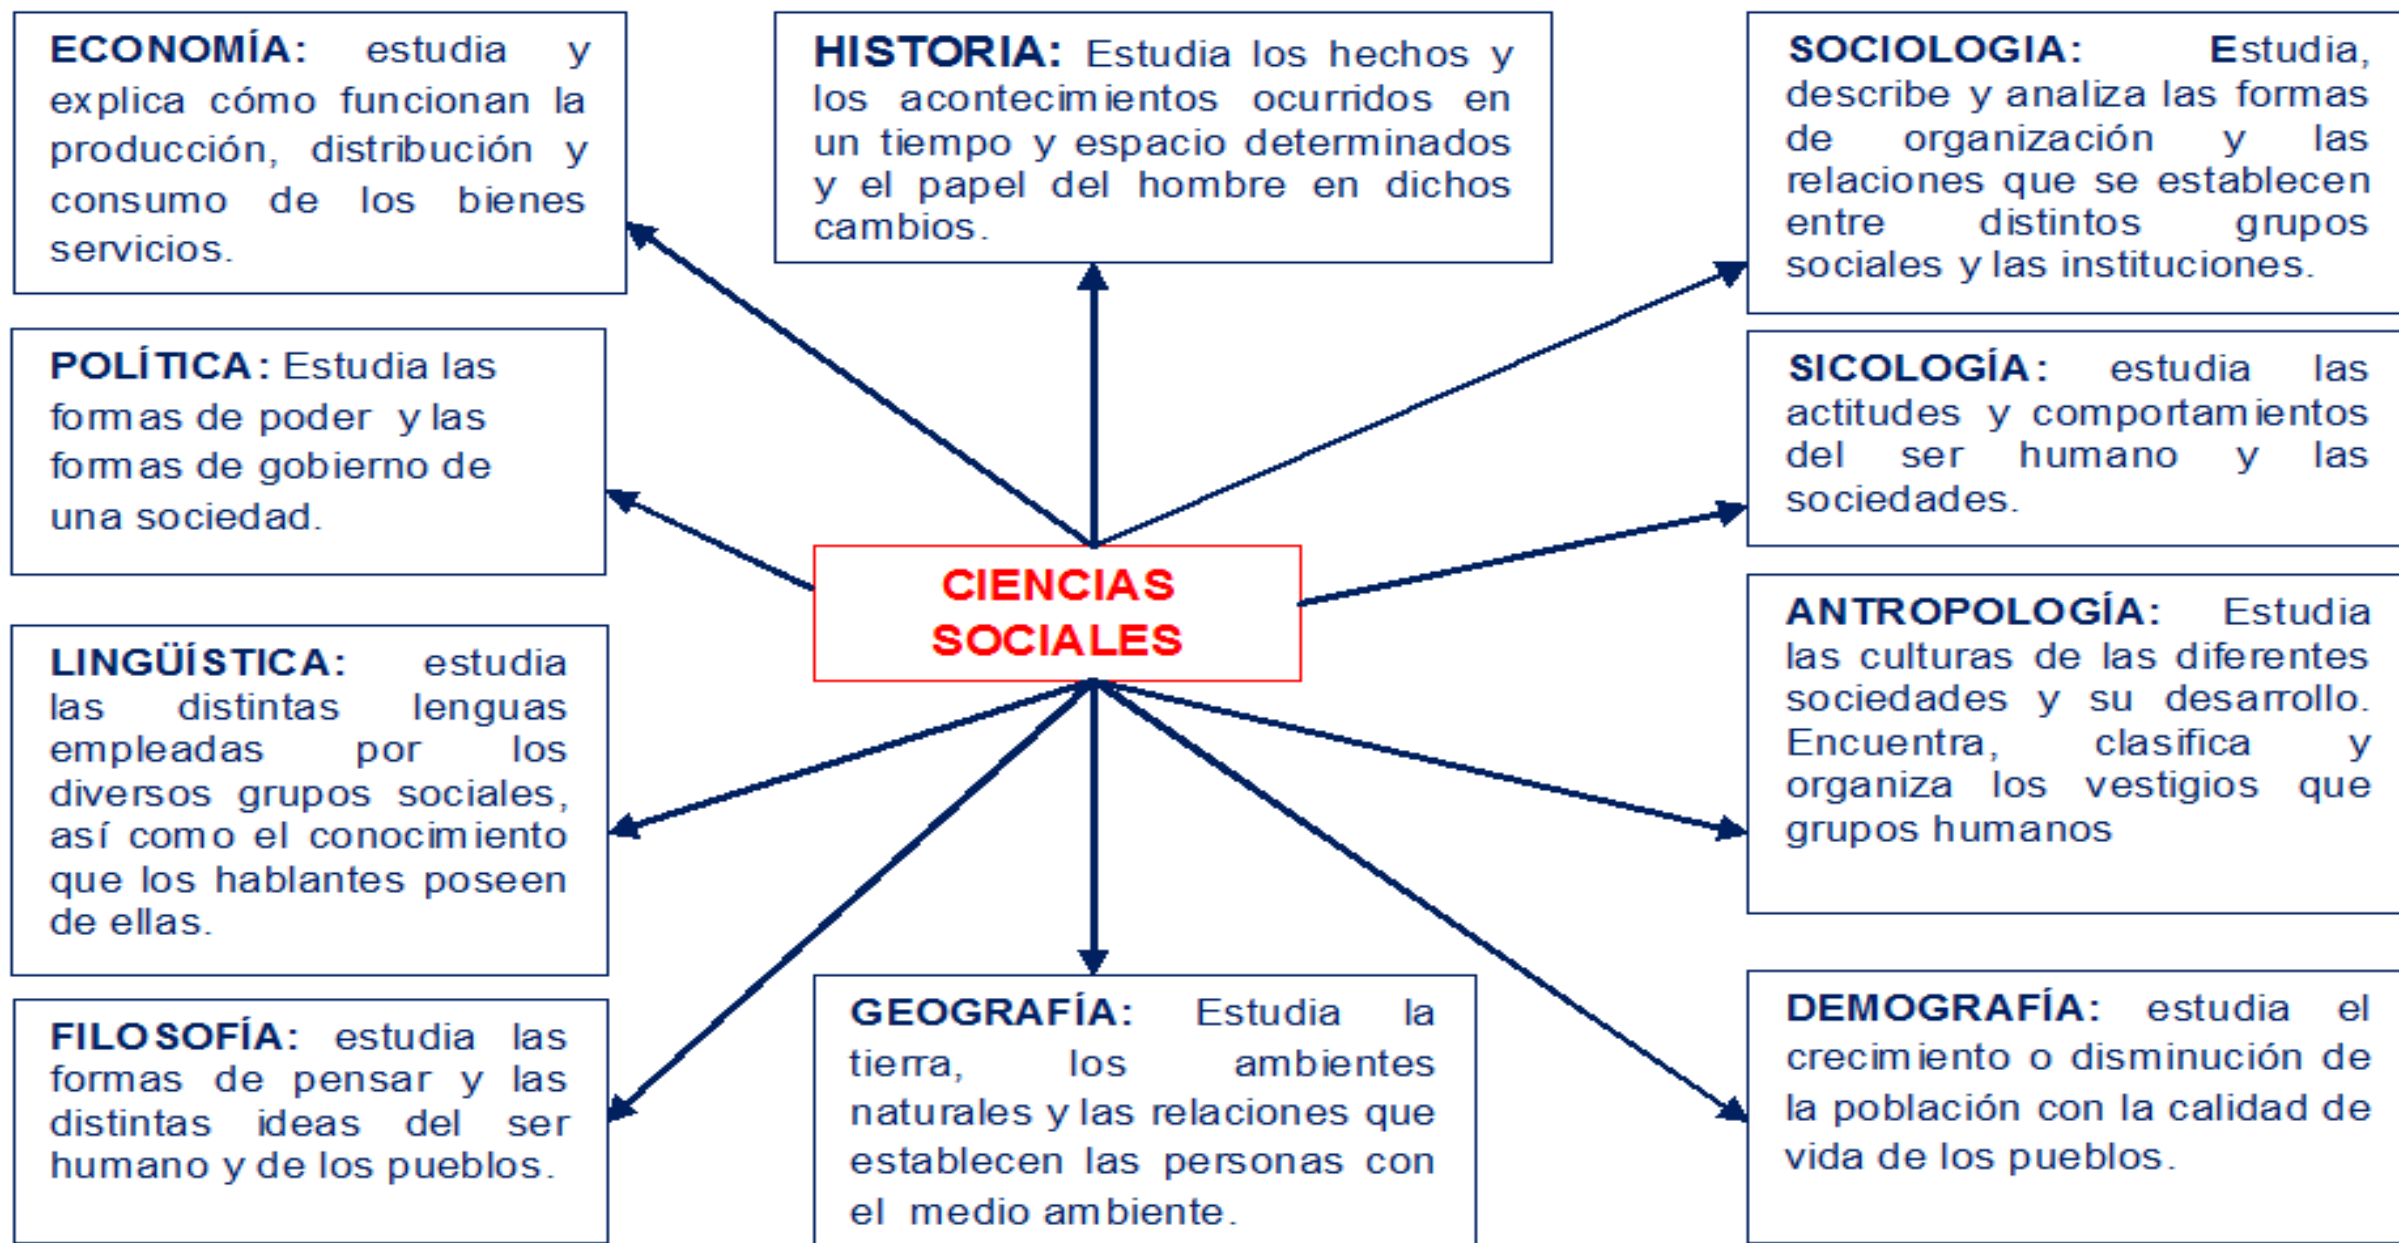 ECONOMÍA: estudia y
explica cómo funcionan la
producción, distribución y
consumo de los bienes
servicios.
HISTORIA: Estudia los hechos y
los acontecimientos ocurridos en
un tiempo y espacio determinados
y el papel del hombre en dichos
cambios.
SOCIOLOGIA: Estudia,
describe y analiza las formas
de organización y las
relaciones que se establecen
entre distintos grupos
sociales y las instituciones.
POLÍTICA: Estudia las
formas de poder y las
formas de gobierno de
una sociedad.
SICOLOGÍA: estudia las
actitudes y comportamientos
del ser humano y las
sociedades.
CIENCIAS
SOCIALES
LINGÜÍSTICA: estudia
las distintas lenguas
empleadas por los
diversos grupos sociales,
así como el conocimiento
que los hablantes poseen
de ellas.
ANTROPOLOGÍA: Estudia
las culturas de las diferentes
sociedades y su desarrollo.
Encuentra, clasifica y
organiza los vestigios que
grupos humanos
FILOSOFÍA: estudia las
formas de pensar y las
distintas ideas del ser
humano y de los pueblos.
GEOGRAFÍA: Estudia la
tierra, los ambientes
naturales y las relaciones que
establecen las personas con
el medio ambiente.
DEMOGRAFÍA: estudia el
crecimiento o disminución de
la población con la calidad de
vida de los pueblos.